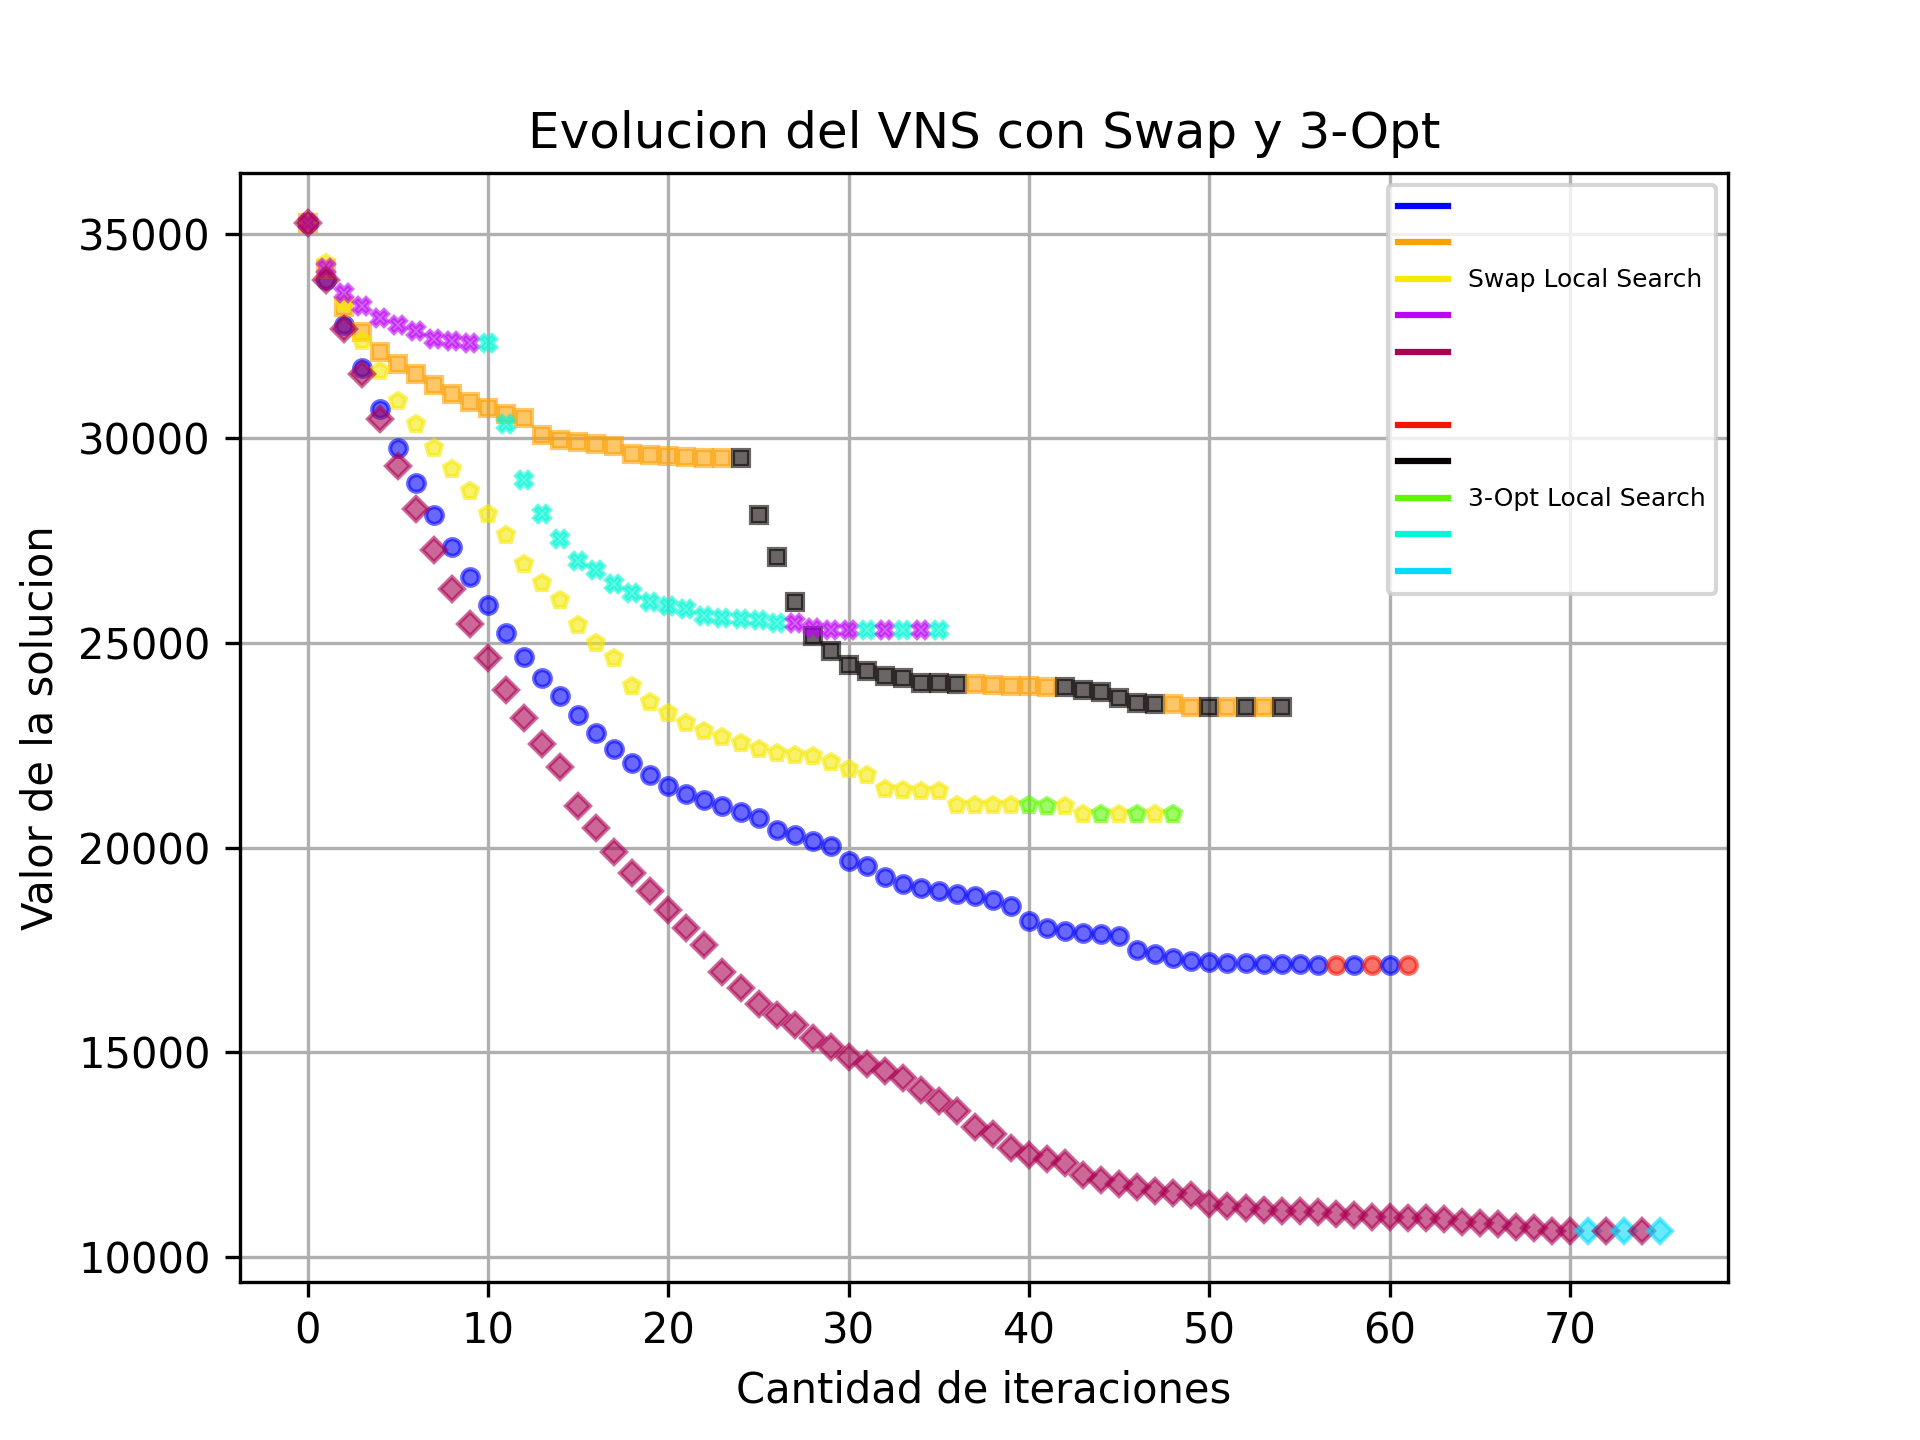 Evolucion del VNS con Swap y 3-Opt
35000
30000
25000
20000
15000
10000
Valor de la solucion
Swap Local Search
3-Opt Local Search
0 10 20 30 40 50 60 70
Cantidad de iteraciones